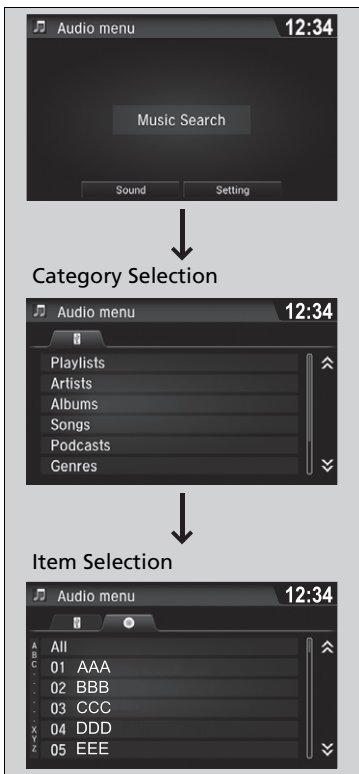 Audio menu 12:34
Music Search
Sound Setting
Category Selection
Audio menu 12:34
Playlists
Artists
Albums
Songs
Podcasts
Genres
Item Selection
Audio menu 12:34
A
B
C
All
01 AAA
02 BBB
03 CCC
04 DDD
05 EEE
X
Y
Z